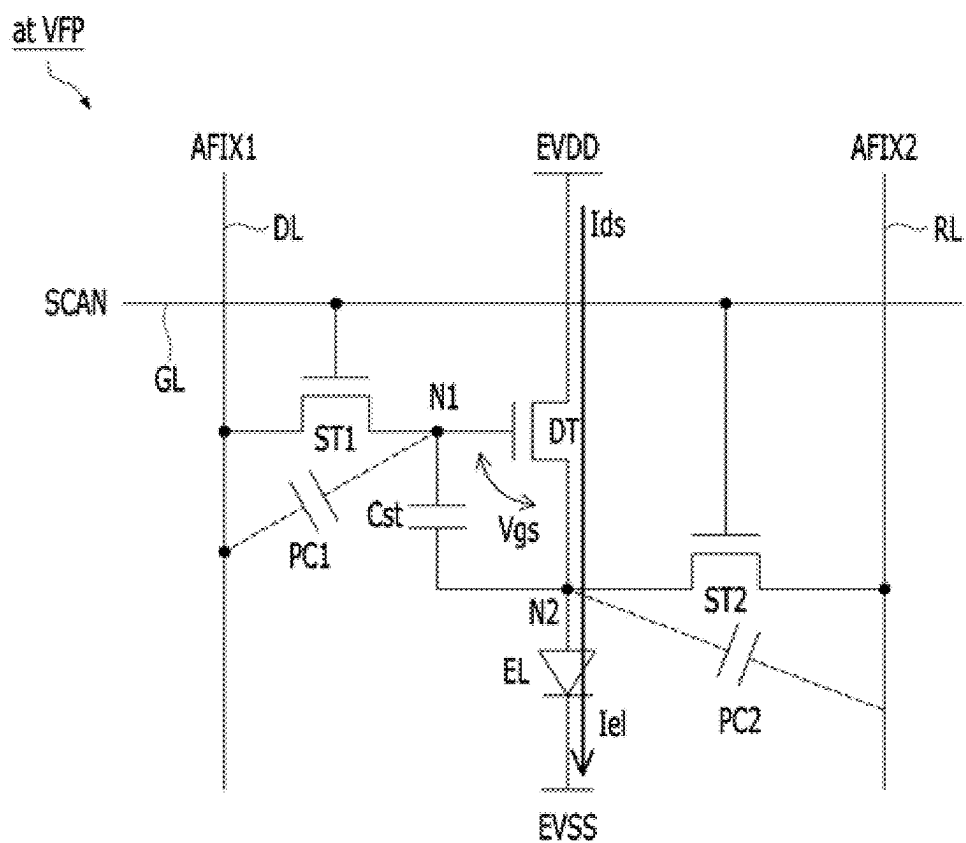 at VFP
AFIX1
EVDD
AFIX2
DL
Ids
RL
SCAN
GL
N1
DT
ST1
Cst
Vgs
PC1
N2
ST2
EL
PC2
Iel
EVSS